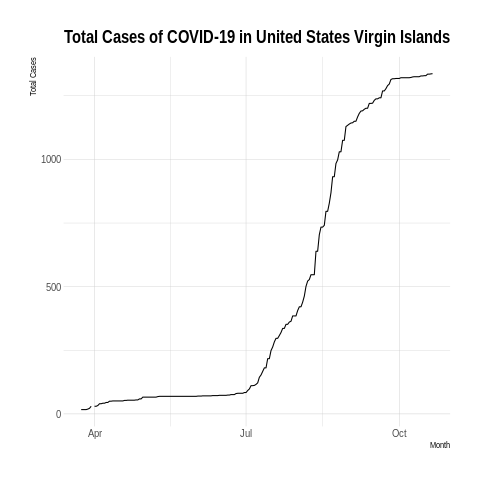 Total Cases of COVID-19 in United States Virgin Islands
Total Cases
1000
500
0
Apr Jul Oct
Month